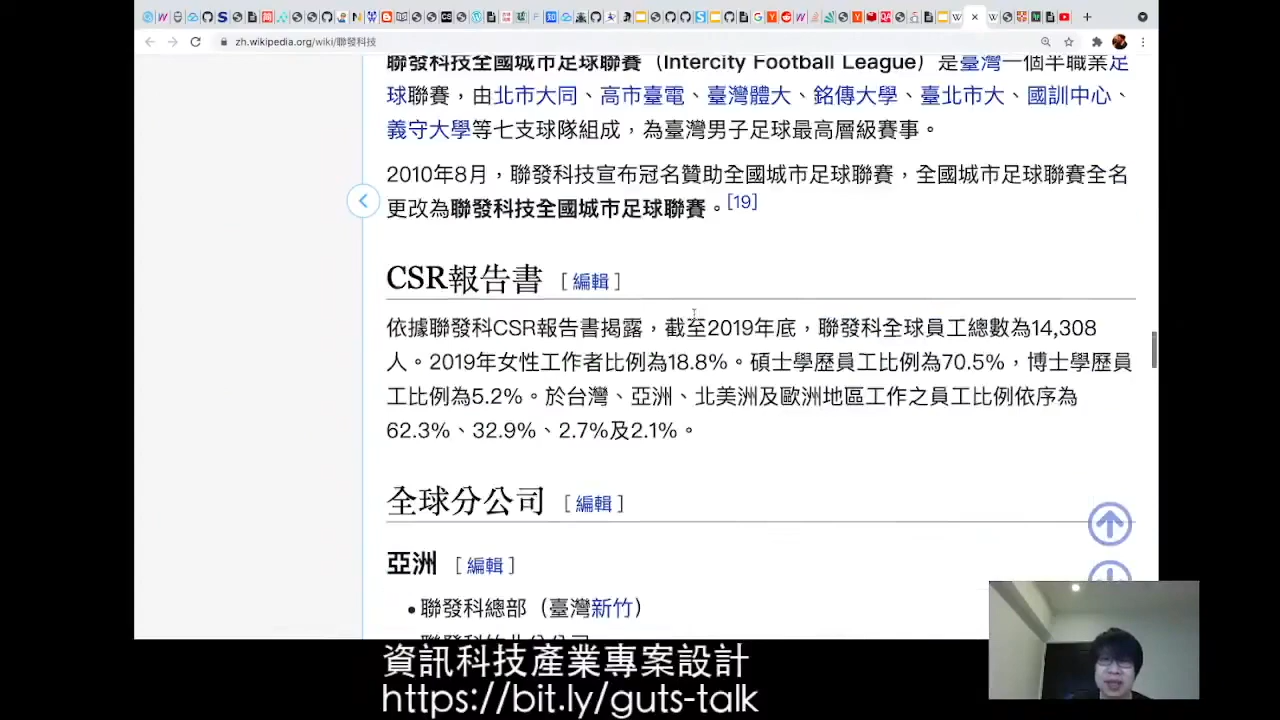 zh.wikipedia.org/wiki/聯發科技
聯發科技全國城市足球聯賽（Intercity Football League）是臺灣一個半職業足
球聯賽，由北市大同、高市臺電、臺灣體大、銘傳大學、臺北市大、國訓中心、
義守大學等七支球隊組成，為臺灣男子足球最高層級賽事。
2010年8月，聯發科技宣布冠名贊助全國城市足球聯賽，全國城市足球聯賽全名
更改為聯發科技全國城市足球聯賽。[19]
CSR報告書 [編輯]
依據聯發科CSR報告書揭露，截至2019年底，聯發科全球員工總數為14,308
人。2019年女性工作者比例為18.8%。碩士學歷員工比例為70.5%，博士學歷員
工比例為5.2%。於台灣、亞洲、北美洲及歐洲地區工作之員工比例依序為
62.3%、32.9%、2.7%及2.1%。
全球分公司 [編輯]
亞洲 [編輯]
• 聯發科總部（臺灣新竹）
資訊科技產業專案設計
https://bit.ly/guts-talk